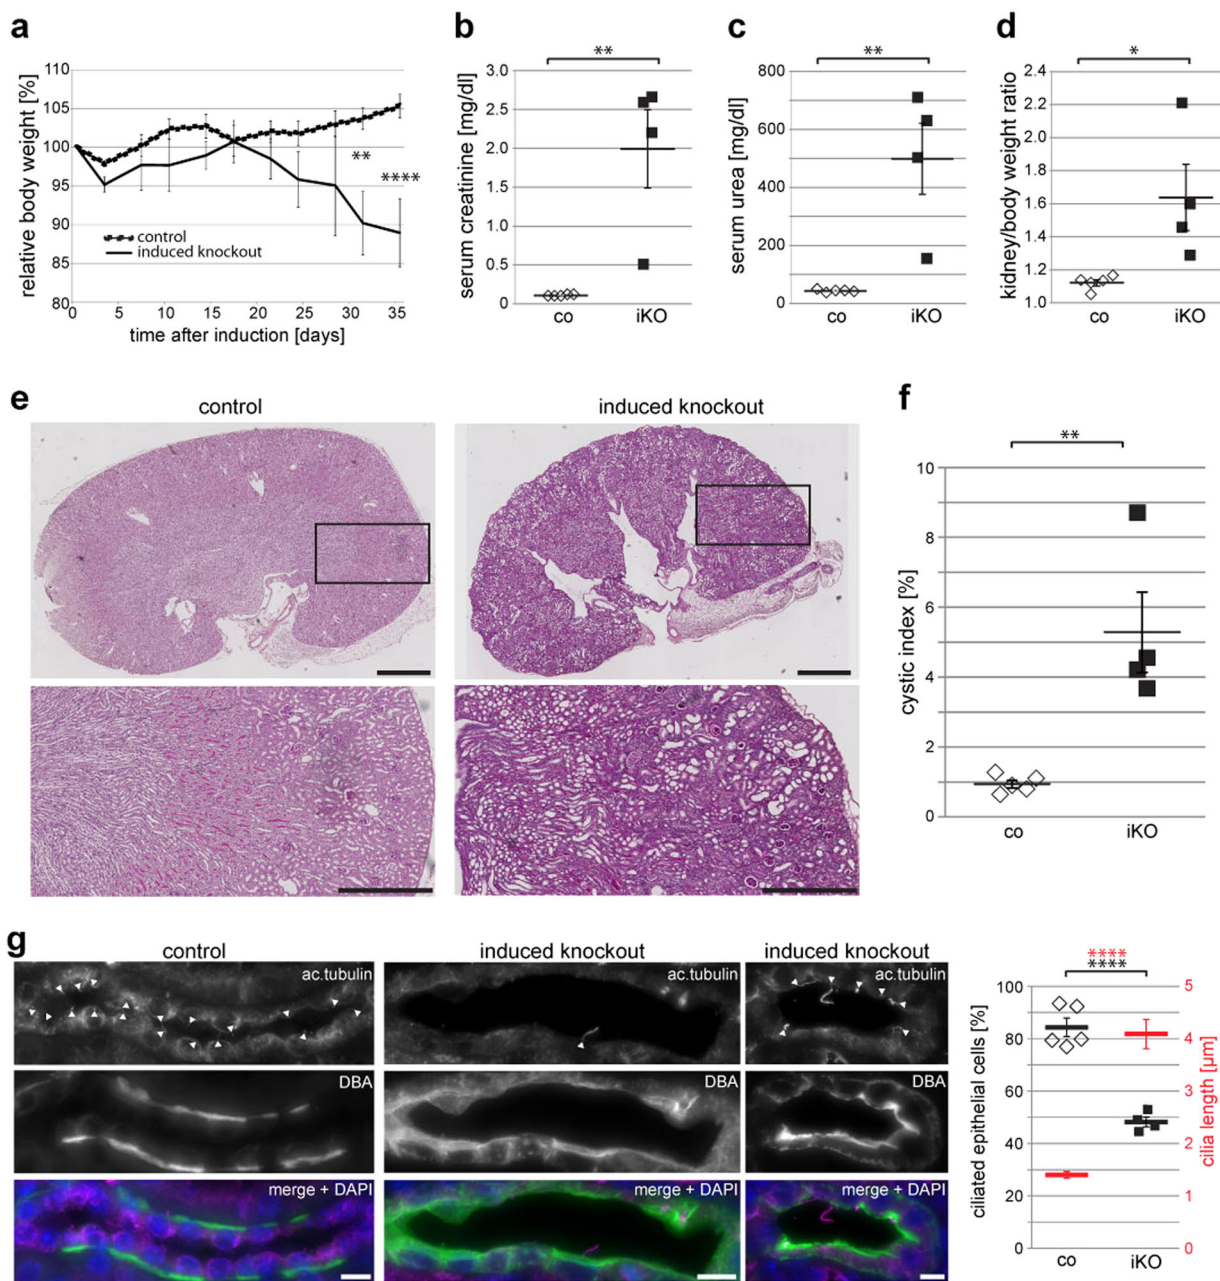 a
relative body weight [%]
110
105
100
95
90
85
80
**
****
control
induced knockout
0 5 10 15 20 25 30 35
time after induction [days]
b
**
serum creatinine [mg/dl]
3.0
2.5
2.0
1.5
1.0
0.5
0
co iKO
c
**
serum urea [mg/dl]
800
600
400
200
0
co iKO
d
*
kidney/body weight ratio
2.4
2.2
2.0
1.8
1.6
1.4
1.2
1.0
co iKO
e
control
induced knockout
f
**
cystic index [%]
10
8
6
4
2
0
co iKO
g
control induced knockout induced knockout
ac.tubulin ac.tubulin ac.tubulin
DBA DBA DBA
merge + DAPI merge + DAPI merge + DAPI
****
****
ciliated epithelial cells [%]
100
80
60
40
20
0
5
4
3
2
1
0
cilia length [µm]
co iKO